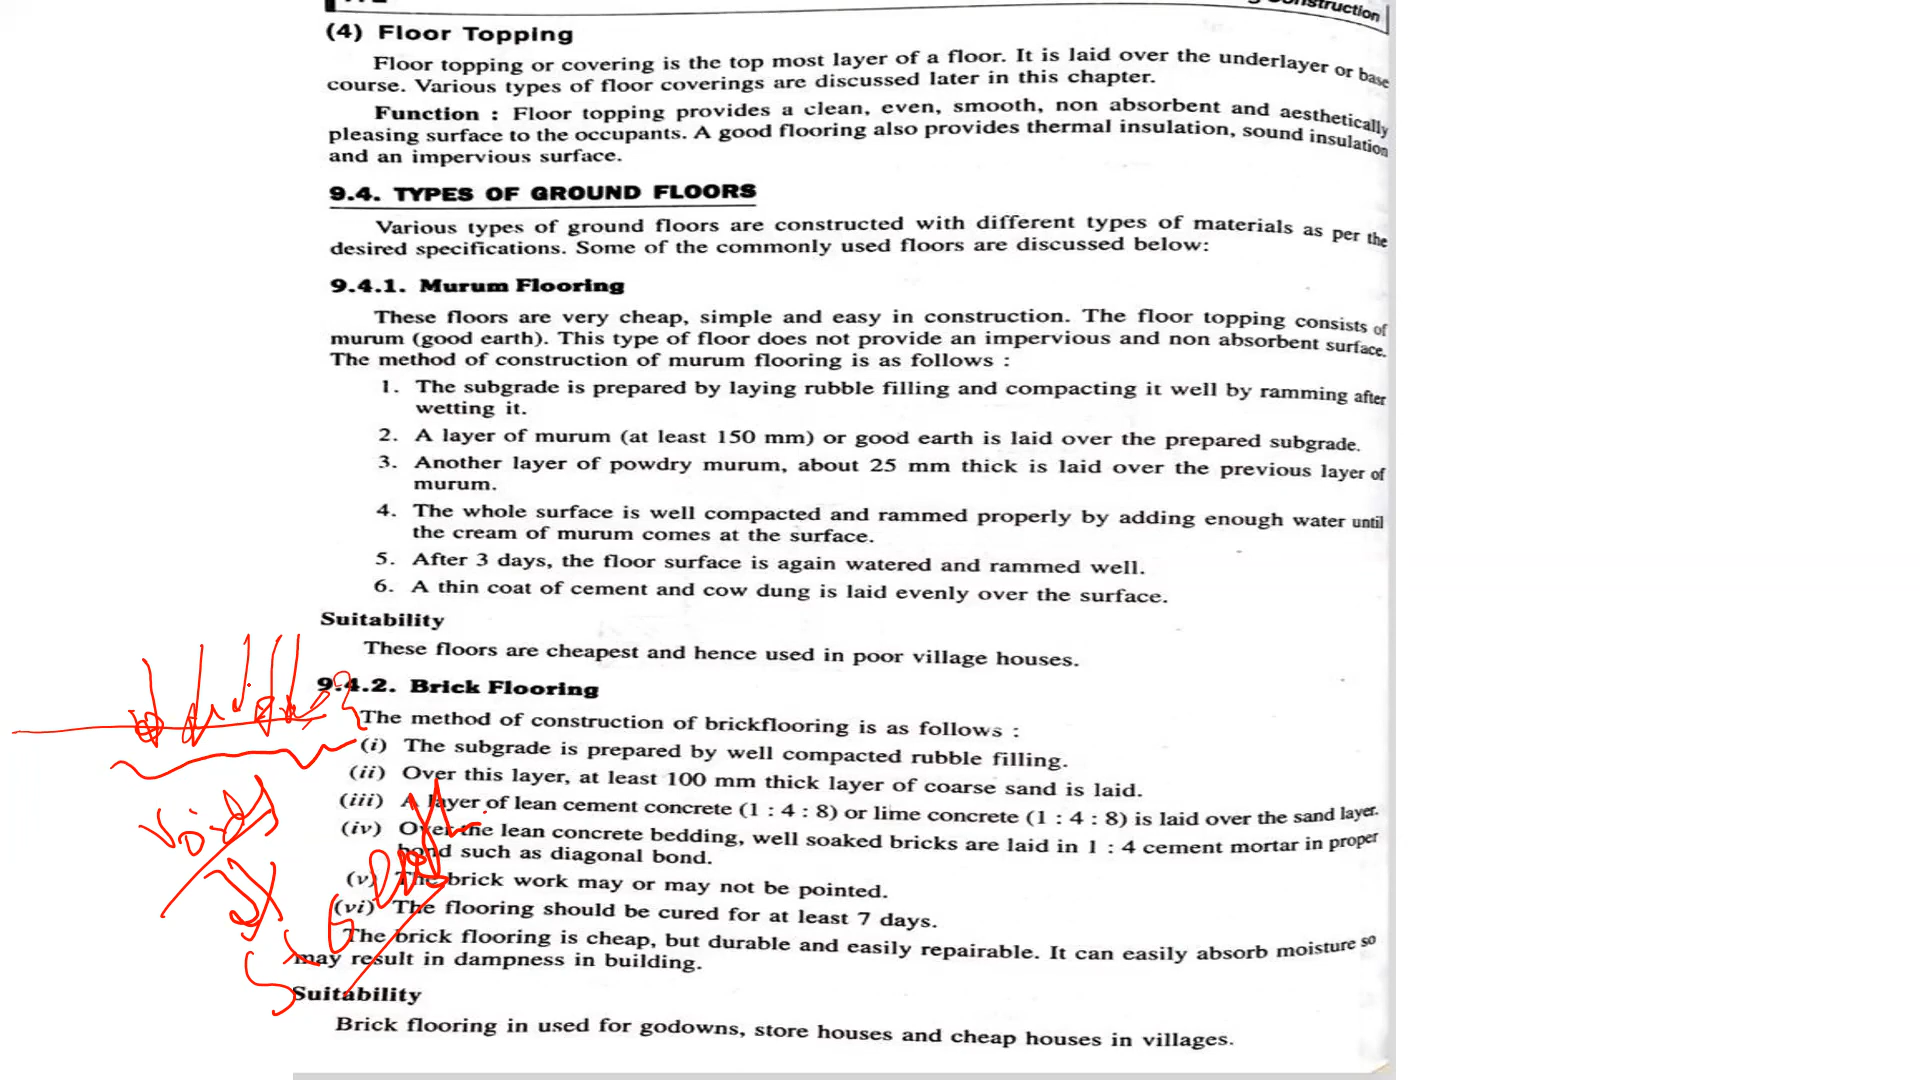 Construction
(4) Floor Topping
Floor topping or covering is the top most layer of a floor. It is laid over the underlayer or base
course. Various types of floor coverings are discussed later in this chapter.
Function : Floor topping provides a clean, even, smooth, non absorbent and aesthetically
pleasing surface to the occupants. A good flooring also provides thermal insulation, sound insulation
and an impervious surface.
9.4. TYPES OF GROUND FLOORS
Various types of ground floors are constructed with different types of materials as per the
desired specifications. Some of the commonly used floors are discussed below:
9.4.1. Murum Flooring
These floors are very cheap, simple and easy in construction. The floor topping consists of
murum (good earth). This type of floor does not provide an impervious and non absorbent surface.
The method of construction of murum flooring is as follows :
1. The subgrade is prepared by laying rubble filling and compacting it well by ramming after
wetting it.
2. A layer of murum (at least 150 mm) or good earth is laid over the prepared subgrade.
3. Another layer of powdry murum, about 25 mm thick is laid over the previous layer of
murum.
4. The whole surface is well compacted and rammed properly by adding enough water until
the cream of murum comes at the surface.
5. After 3 days, the floor surface is again watered and rammed well.
6. A thin coat of cement and cow dung is laid evenly over the surface.
Suitability
These floors are cheapest and hence used in poor village houses.
9.4.2. Brick Flooring
The method of construction of brickflooring is as follows :
(i) The subgrade is prepared by well compacted rubble filling.
(ii) Over this layer, at least 100 mm thick layer of coarse sand is laid.
(iii) A layer of lean cement concrete (1 : 4 : 8) or lime concrete (1 : 4 : 8) is laid over the sand layer.
(iv) Over the lean concrete bedding, well soaked bricks are laid in 1 : 4 cement mortar in proper
bond such as diagonal bond.
(v) The brick work may or may not be pointed.
(vi) The flooring should be cured for at least 7 days.
The brick flooring is cheap, but durable and easily repairable. It can easily absorb moisture so
may result in dampness in building.
Suitability
Brick flooring in used for godowns, store houses and cheap houses in villages.
Voids